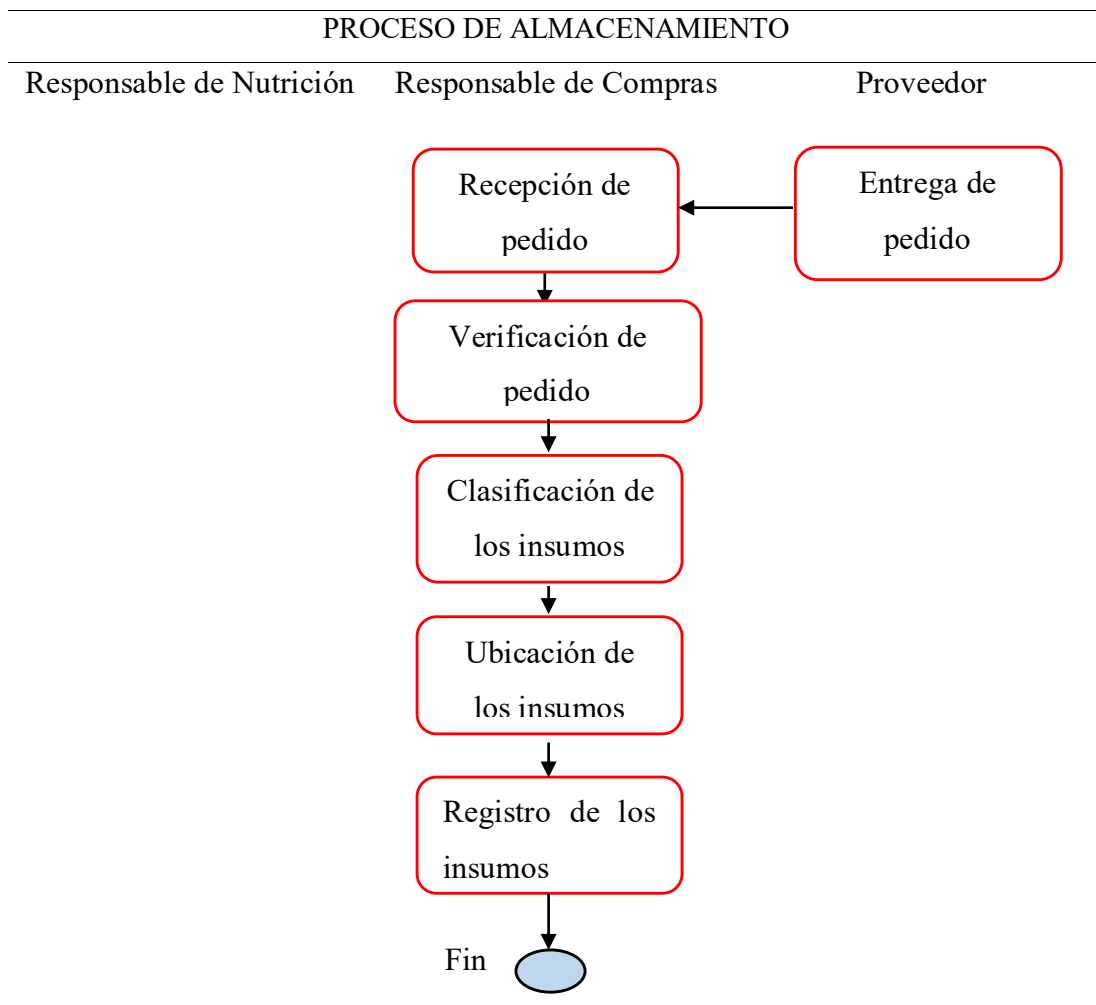 PROCESO DE ALMACENAMIENTO
Responsable de Nutrición Responsable de Compras Proveedor
Recepción de
pedido
Entrega de
pedido
Verificación de
pedido
Clasificación de
los insumos
Ubicación de
los insumos
Registro de los
insumos
Fin